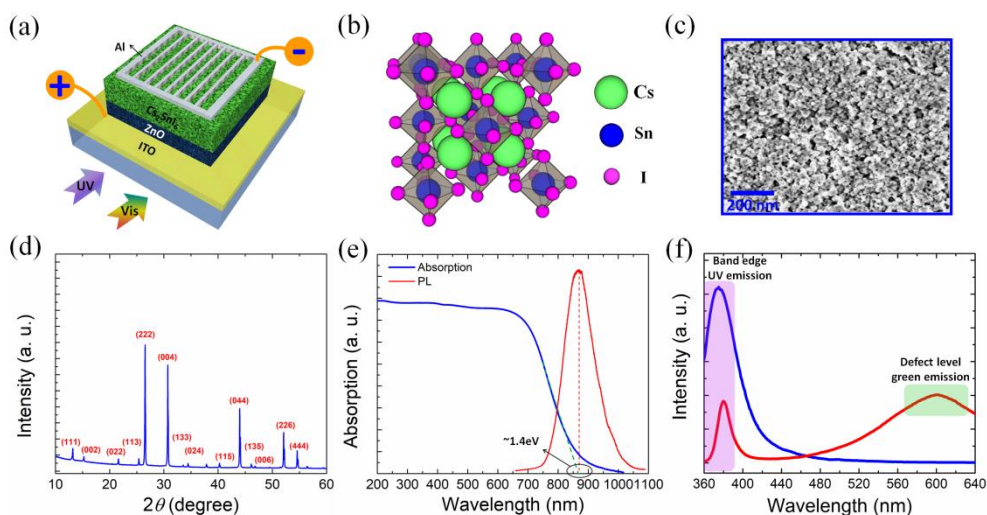 (a)
Al
−
+
Cs2SnI6
ZnO
ITO
UV
Vis
(b)
Cs
Sn
I
(c)
200 nm
(d)
Intensity (a. u.)
(111)
(002)
(022)
(113)
(222)
(004)
(133)
(024)
(115)
(044)
(135)
(006)
(226)
(444)
10 20 30 40 50 60
2θ (degree)
(e)
Absorption (a. u.)
Absorption
PL
~1.4eV
200 300 400 500 600 700 800 900 1000 1100
Wavelength (nm)
(f)
Intensity (a. u.)
Band edge
UV emission
Defect level
green emission
360 400 440 480 520 560 600 640
Wavelength (nm)